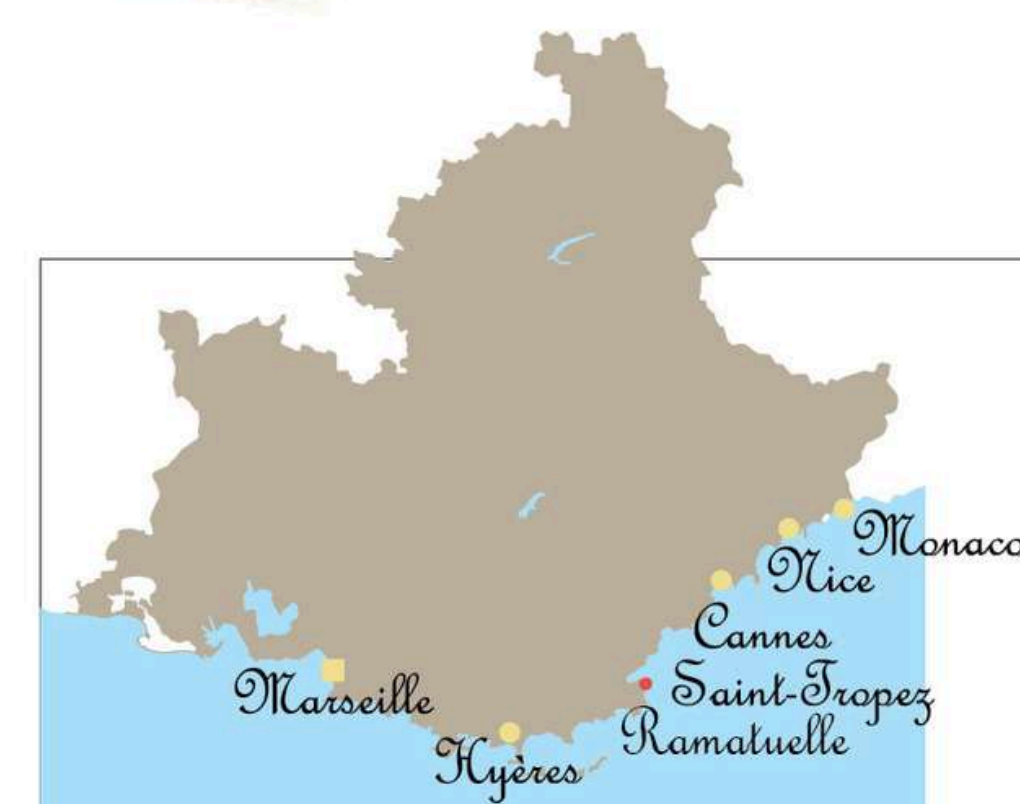 Monaco
Nice
Cannes
Saint-Tropez
Marseille
Ramatuelle
Hyères